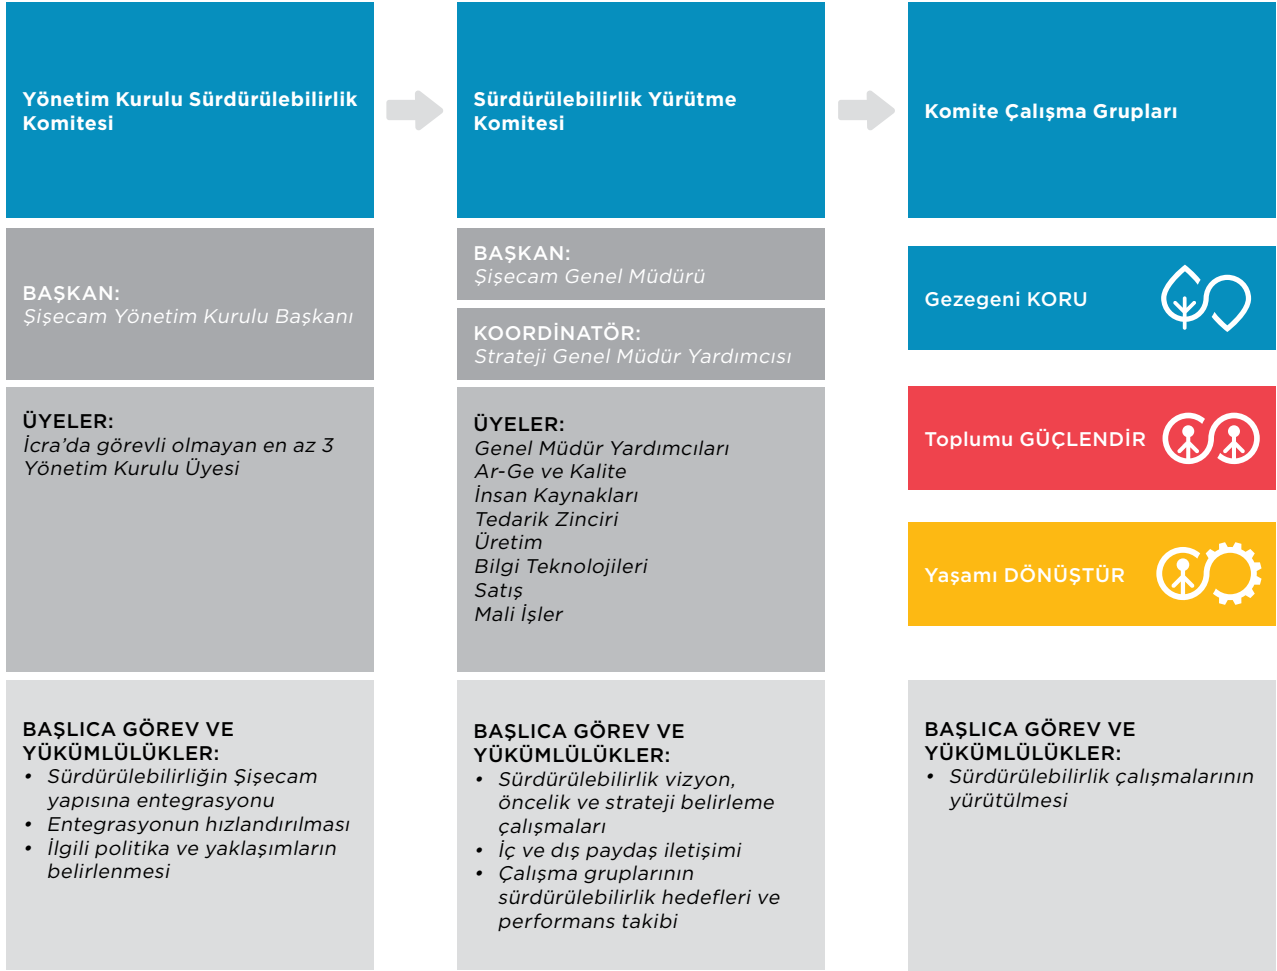 Yönetim Kurulu Sürdürülebilirlik
Komitesi
BAŞKAN:
Şişecam Yönetim Kurulu Başkanı
ÜYELER:
İcra’da görevli olmayan en az 3
Yönetim Kurulu Üyesi
BAŞLICA GÖREV VE
YÜKÜMLÜLÜKLER:
• Sürdürülebilirliğin Şişecam
yapısına entegrasyonu
• Entegrasyonun hızlandırılması
• İlgili politika ve yaklaşımların
belirlenmesi
Sürdürülebilirlik Yürütme
Komitesi
BAŞKAN:
Şişecam Genel Müdürü
KOORDİNATÖR:
Strateji Genel Müdür Yardımcısı
ÜYELER:
Genel Müdür Yardımcıları
Ar-Ge ve Kalite
İnsan Kaynakları
Tedarik Zinciri
Üretim
Bilgi Teknolojileri
Satış
Mali İşler
BAŞLICA GÖREV VE
YÜKÜMLÜLÜKLER:
• Sürdürülebilirlik vizyon,
öncelik ve strateji belirleme
çalışmaları
• İç ve dış paydaş iletişimi
• Çalışma gruplarının
sürdürülebilirlik hedefleri ve
performans takibi
Komite Çalışma Grupları
Gezegeni KORU
Toplumu GÜÇLENDİR
Yaşamı DÖNÜŞTÜR
BAŞLICA GÖREV VE
YÜKÜMLÜLÜKLER:
• Sürdürülebilirlik çalışmalarının
yürütülmesi